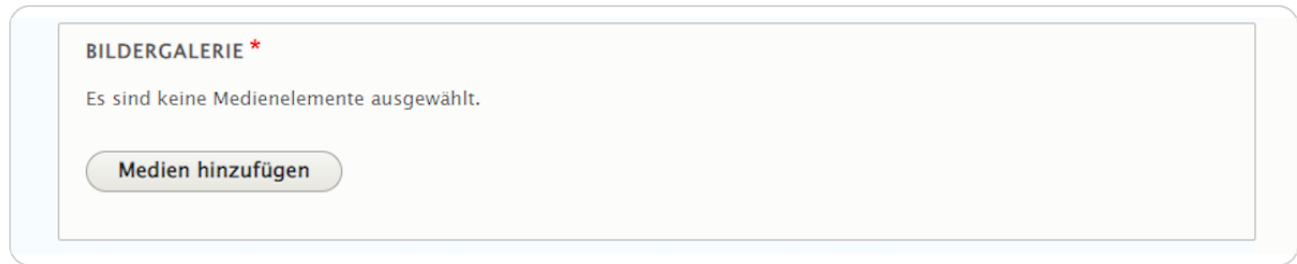 BILDERGALERIE *
Es sind keine Medienelemente ausgewählt.
Medien hinzufügen